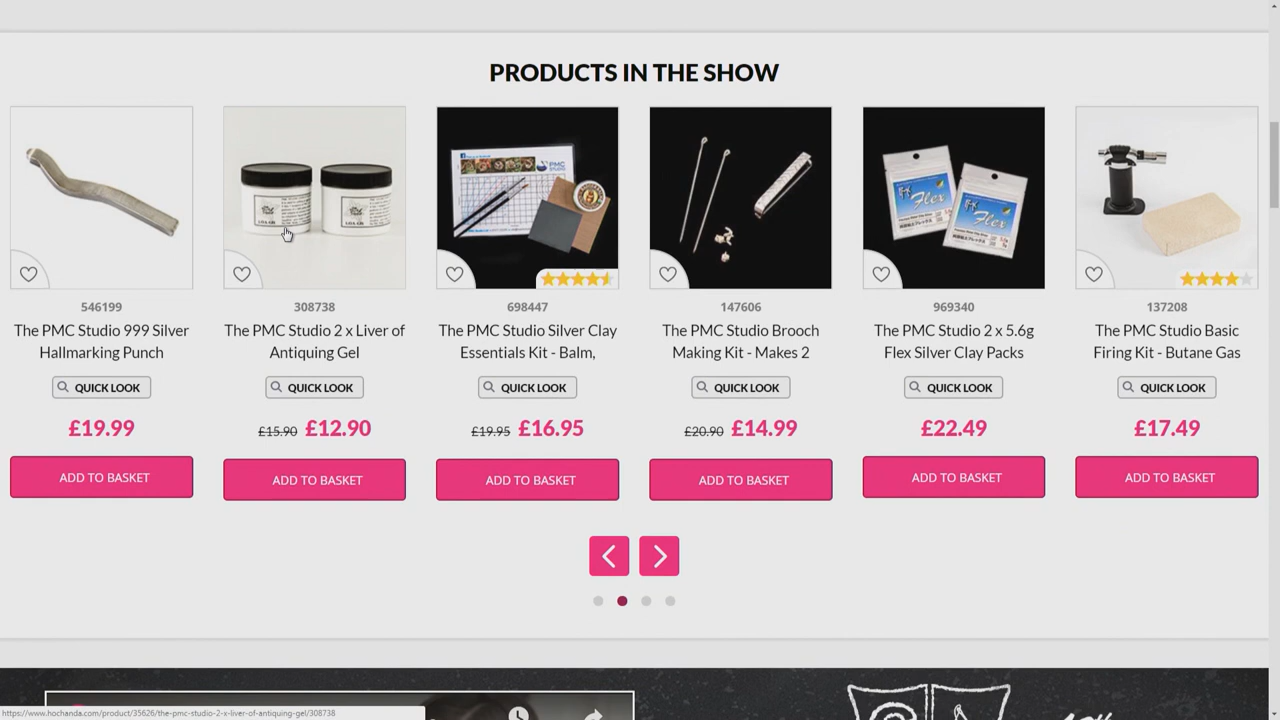 PRODUCTS IN THE SHOW
546199
The PMC Studio 999 Silver
Hallmarking Punch
QUICK LOOK
£19.99
ADD TO BASKET
308738
The PMC Studio 2 x Liver of
Antiquing Gel
QUICK LOOK
£15.90 £12.90
ADD TO BASKET
PMC
STUDIO
698447
The PMC Studio Silver Clay
Essentials Kit - Balm,
QUICK LOOK
£19.95 £16.95
ADD TO BASKET
147606
The PMC Studio Brooch
Making Kit - Makes 2
QUICK LOOK
£20.90 £14.99
ADD TO BASKET
Flex
Flex
969340
The PMC Studio 2 x 5.6g
Flex Silver Clay Packs
QUICK LOOK
£22.49
ADD TO BASKET
137208
The PMC Studio Basic
Firing Kit - Butane Gas
QUICK LOOK
£17.49
ADD TO BASKET
https://www.hochanda.com/product/35626/the-pmc-studio-2-x-liver-of-antiquing-gel/308738